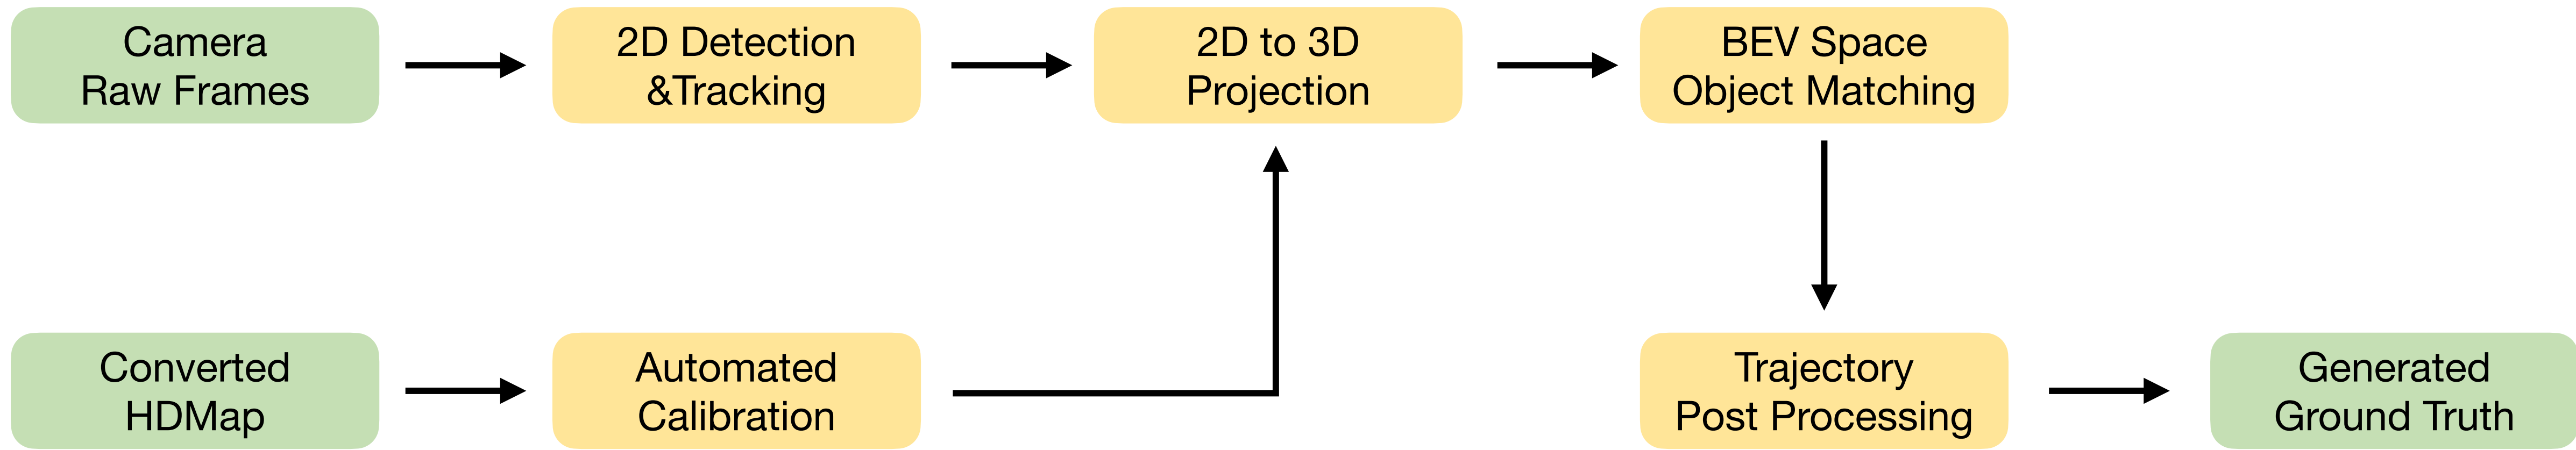 Camera
Raw Frames
2D Detection
&Tracking
2D to 3D
Projection
BEV Space
Object Matching
Converted
HDMap
Automated
Calibration
Trajectory
Post Processing
Generated
Ground Truth